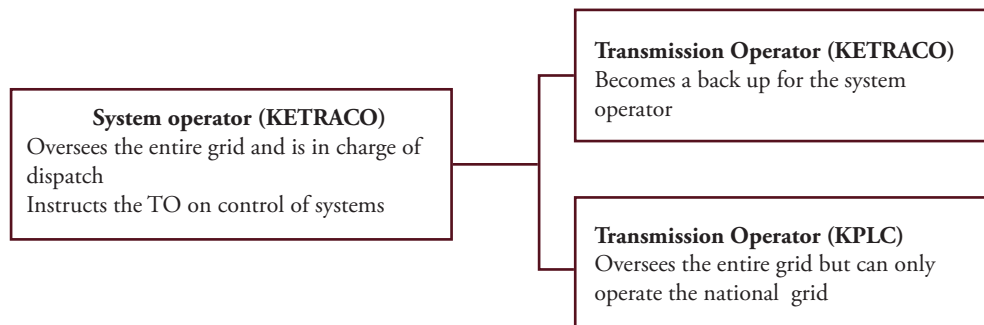 System operator (KETRACO)
Oversees the entire grid and is in charge of
dispatch
Instructs the TO on control of systems
Transmission Operator (KETRACO)
Becomes a back up for the system
operator
Transmission Operator (KPLC)
Oversees the entire grid but can only
operate the national grid